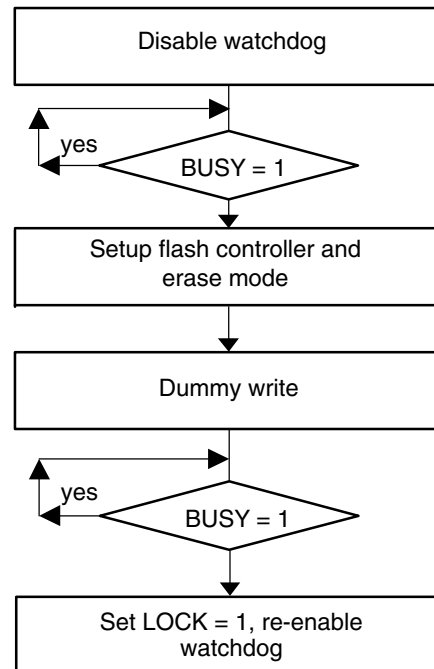 Disable watchdog
yes
BUSY = 1
Setup flash controller and
erase mode
Dummy write
yes
BUSY = 1
Set LOCK = 1, re-enable
watchdog